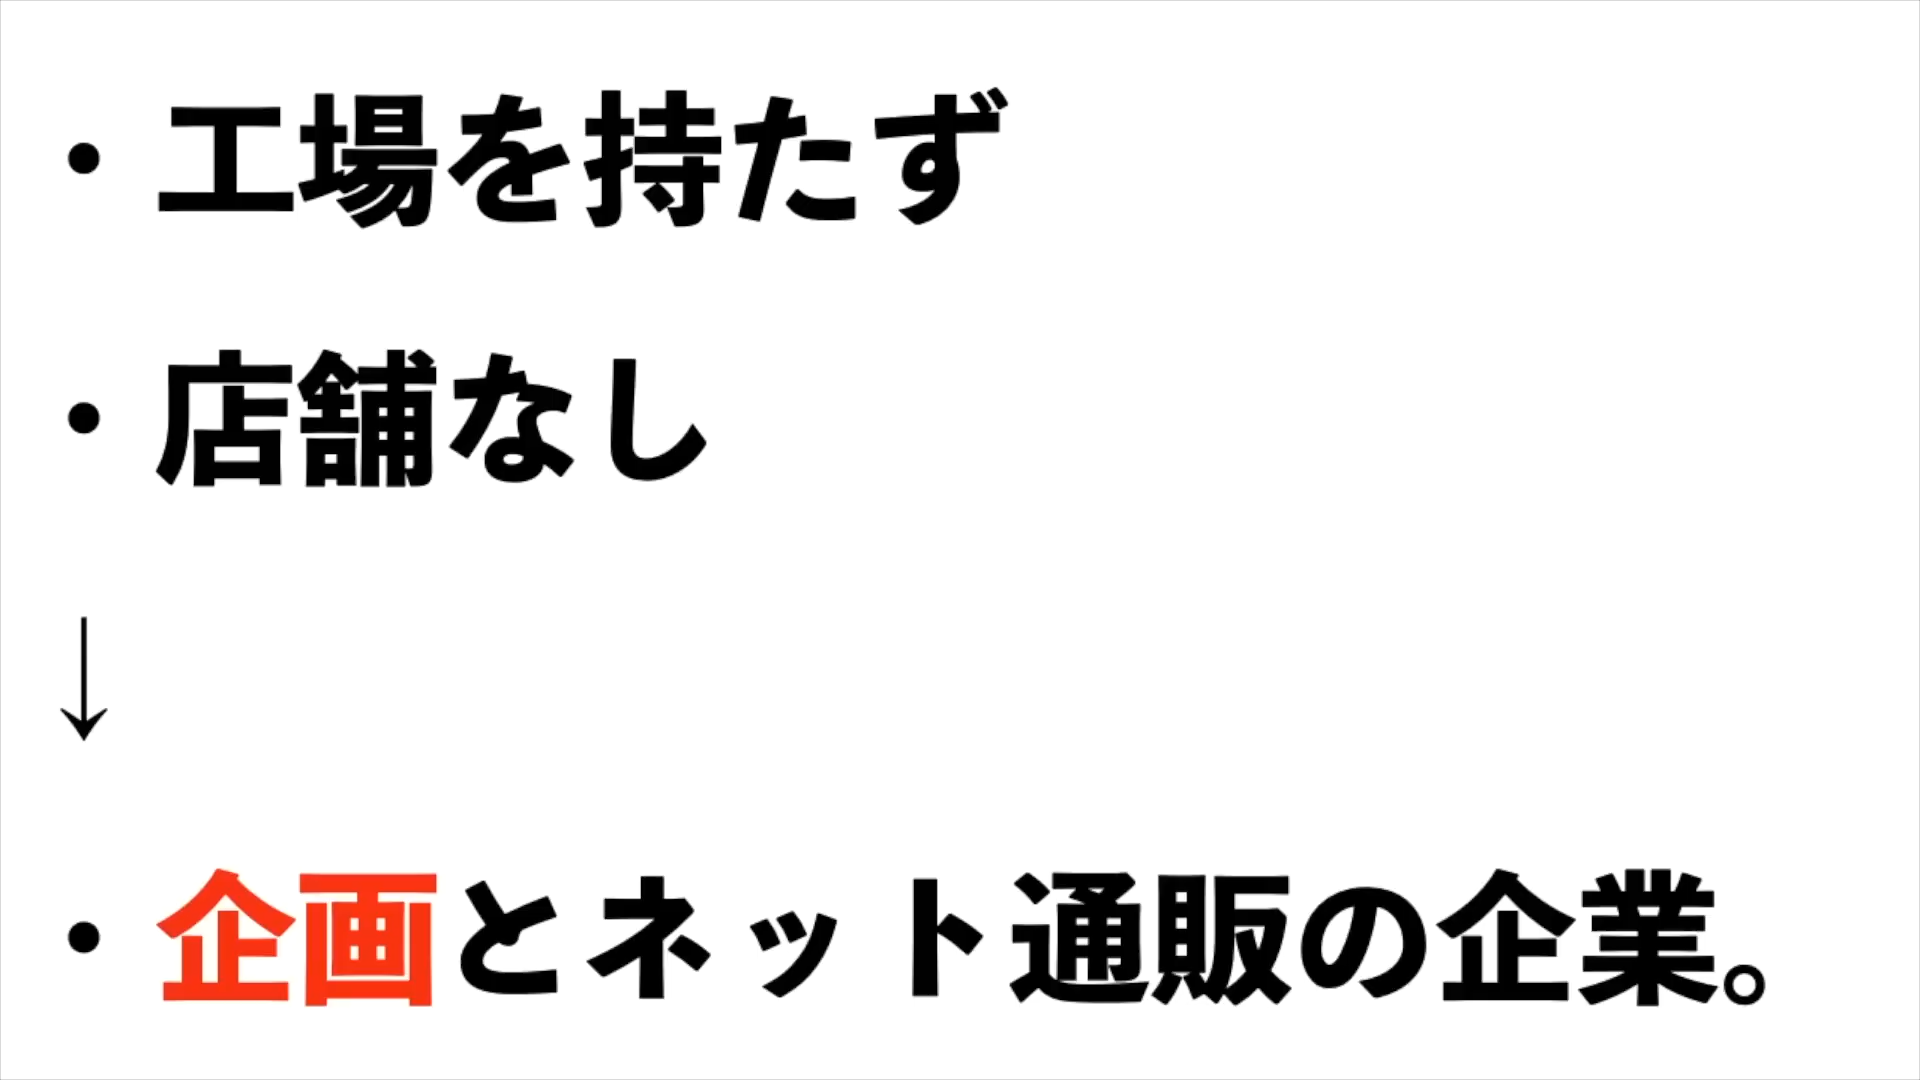 ・工場を持たず
・店舗なし
↓
・企画とネット通販の企業。